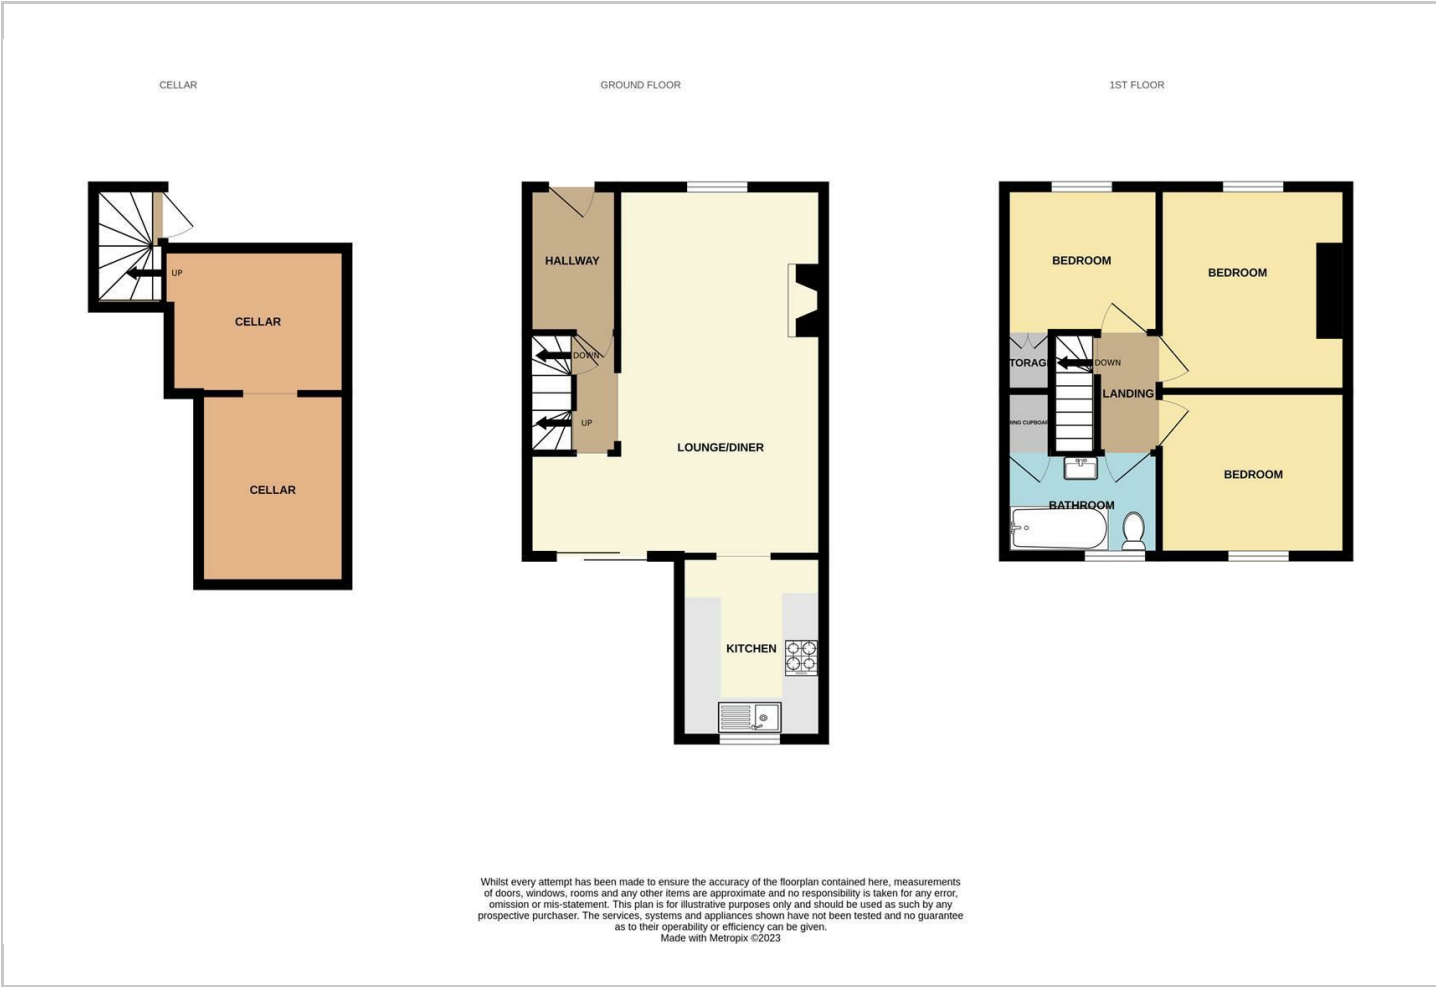 CELLAR
GROUND FLOOR
1ST FLOOR
UP
CELLAR
CELLAR
HALLWAY
DOWN
UP
LOUNGE/DINER
KITCHEN
BEDROOM
BEDROOM
TORAG
DOWN
LANDING
RING CUPBOAR
BATHROOM
BEDROOM
Whilst every attempt has been made to ensure the accuracy of the floorplan contained here, measurements
of doors, windows, rooms and any other items are approximate and no responsibility is taken for any error,
omission or mis-statement. This plan is for illustrative purposes only and should be used as such by any
prospective purchaser. The services, systems and appliances shown have not been tested and no guarantee
as to their operability or efficiency can be given.
Made with Metropix ©2023